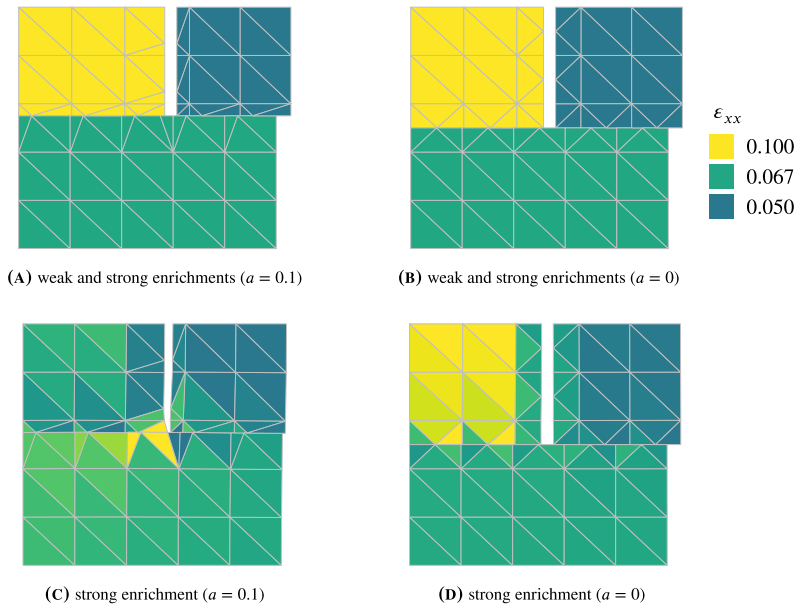 ε_xx
0.100
0.067
0.050
(A) weak and strong enrichments (a = 0.1)
(B) weak and strong enrichments (a = 0)
(C) strong enrichment (a = 0.1)
(D) strong enrichment (a = 0)